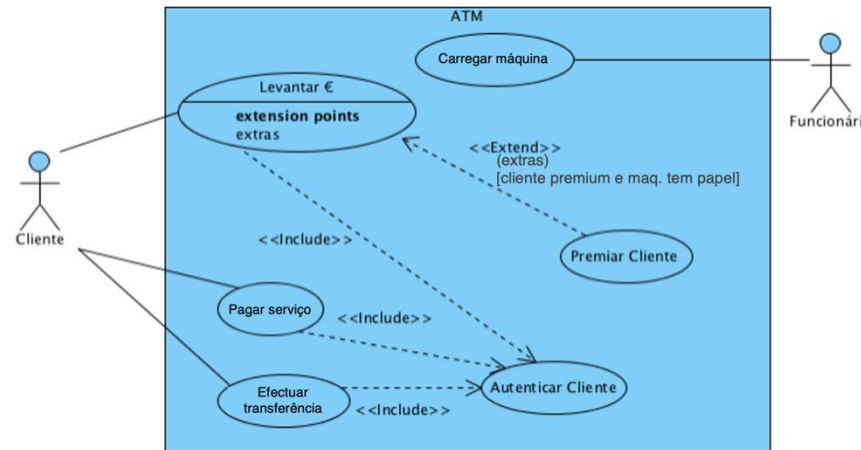 ATM
Carregar máquina
Levantar €
extension points
extras
<<Extend>>
(extras)
[cliente premium e maq. tem papel]
Funcionári
Cliente
<<Include>>
Premiar Cliente
Pagar serviço
<<Include>>
Efectuar
transferência
<<Include>>
Autenticar Cliente